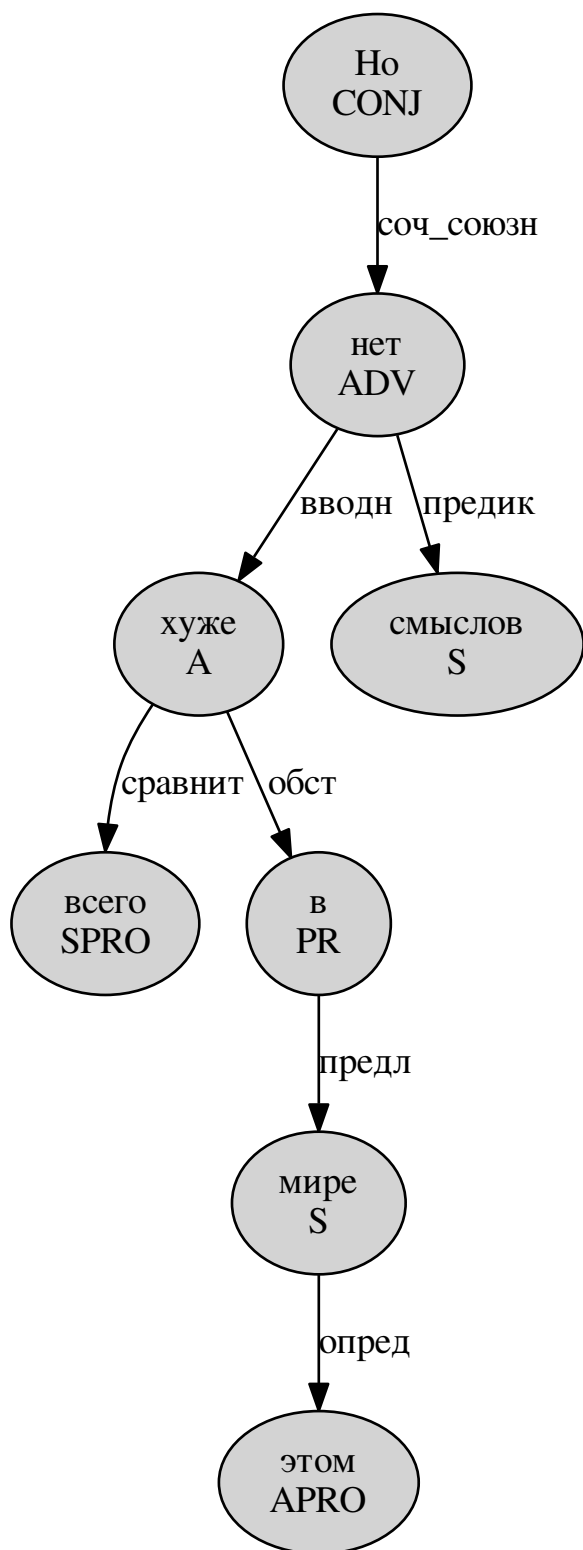 Но
CONJ
соч_союзн
нет
ADV
вводн
предик
хуже
A
смыслов
S
сравнит
обст
всего
SPRO
в
PR
предл
мире
S
опред
этом
APRO